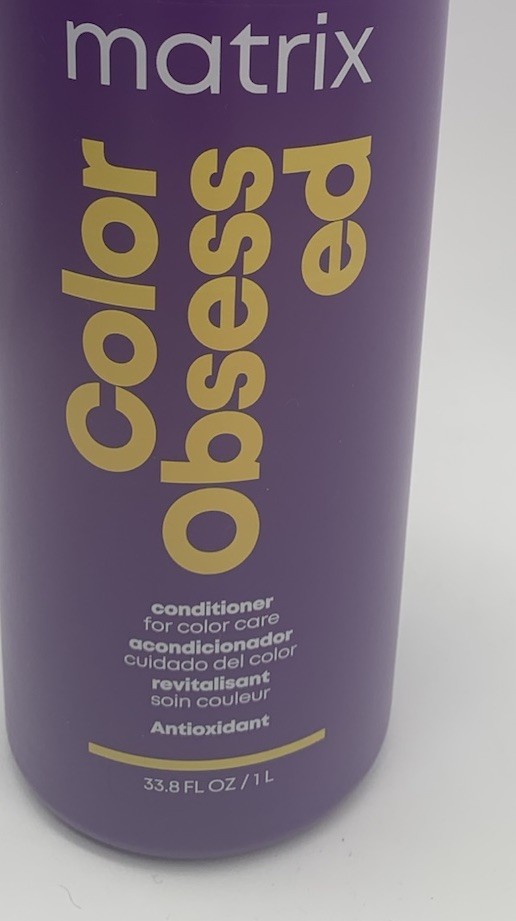 matrix
Color
Obsess
ed
conditioner
for color care
acondicionador
cuidado del color
revitalisant
soin couleur
Antioxidant
33.8 FL OZ / 1 L